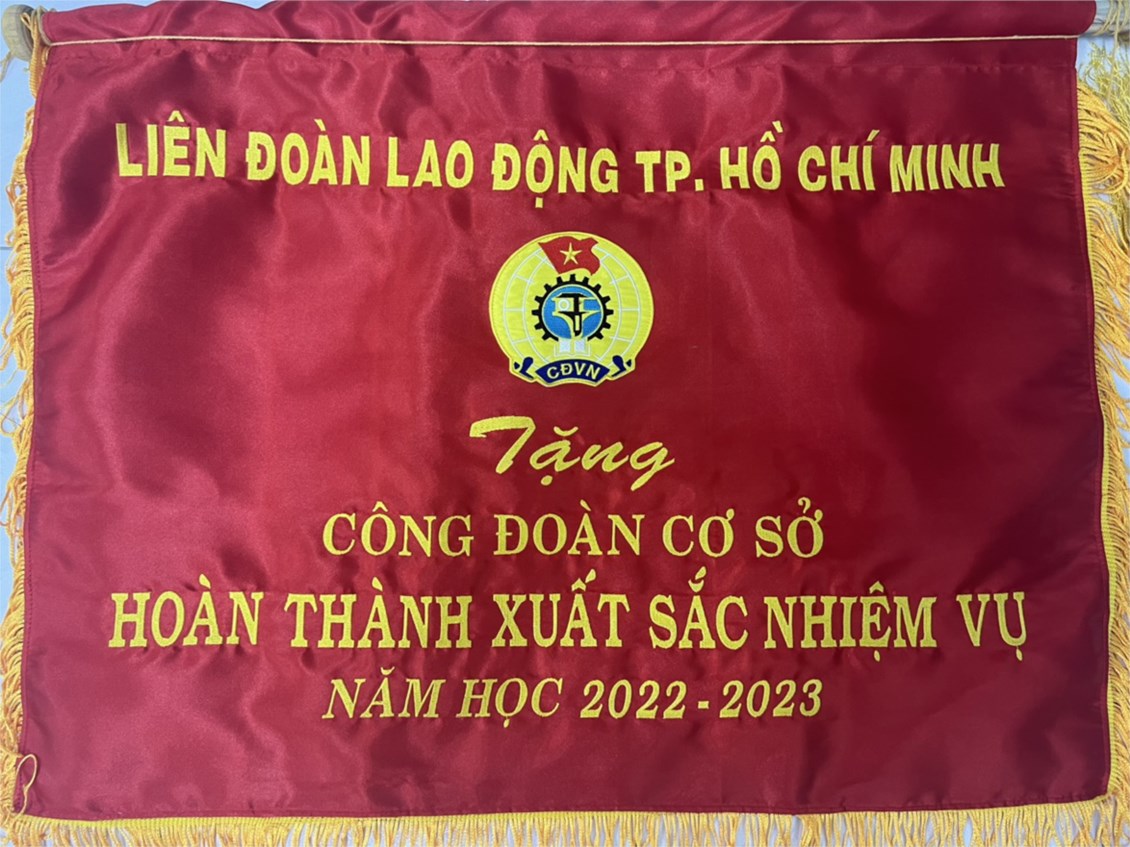 LIÊN ĐOÀN LAO ĐỘNG TP. HỒ CHÍ MINH
CĐVN
Tặng
CÔNG ĐOÀN CƠ SỞ
HOÀN THÀNH XUẤT SẮC NHIỆM VỤ
NĂM HỌC 2022 - 2023